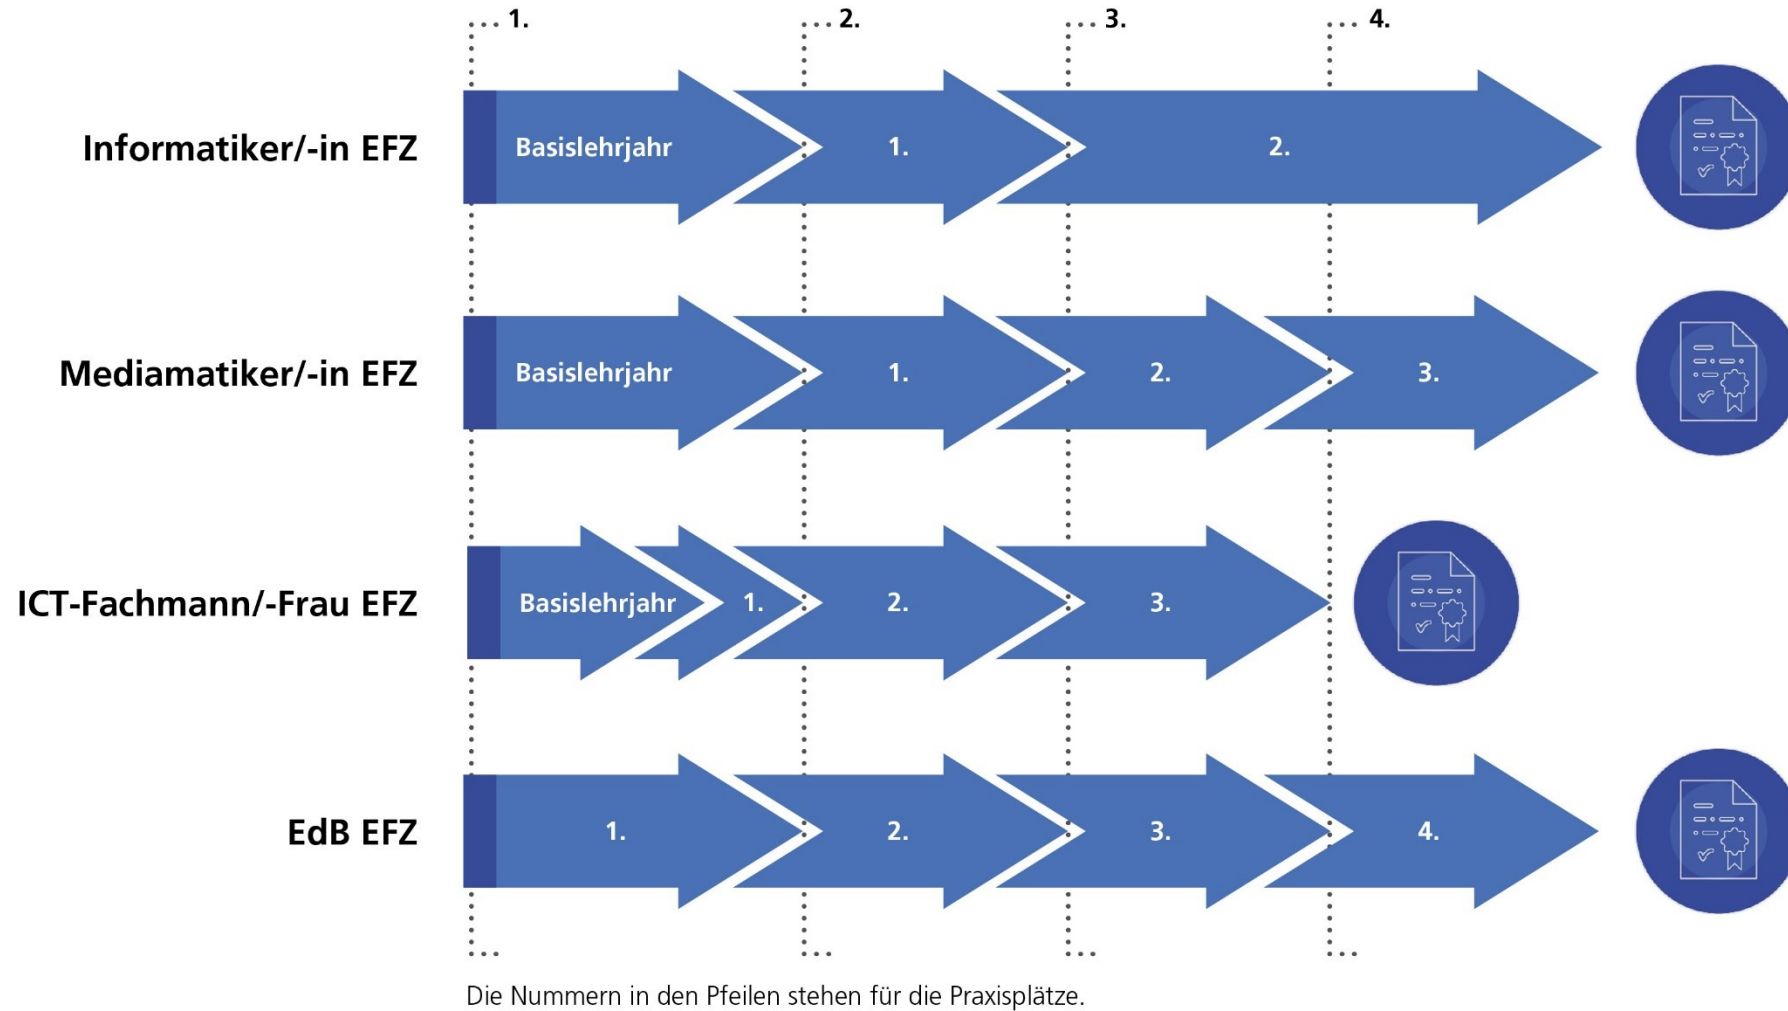 1. 2. 3. 4.
Informatiker/-in EFZ Basislehrjahr 1. 2.
Mediamatiker/-in EFZ Basislehrjahr 1. 2. 3.
ICT-Fachmann/-Frau EFZ Basislehrjahr 1. 2. 3.
EdB EFZ 1. 2. 3. 4.
Die Nummern in den Pfeilen stehen für die Praxisplätze.